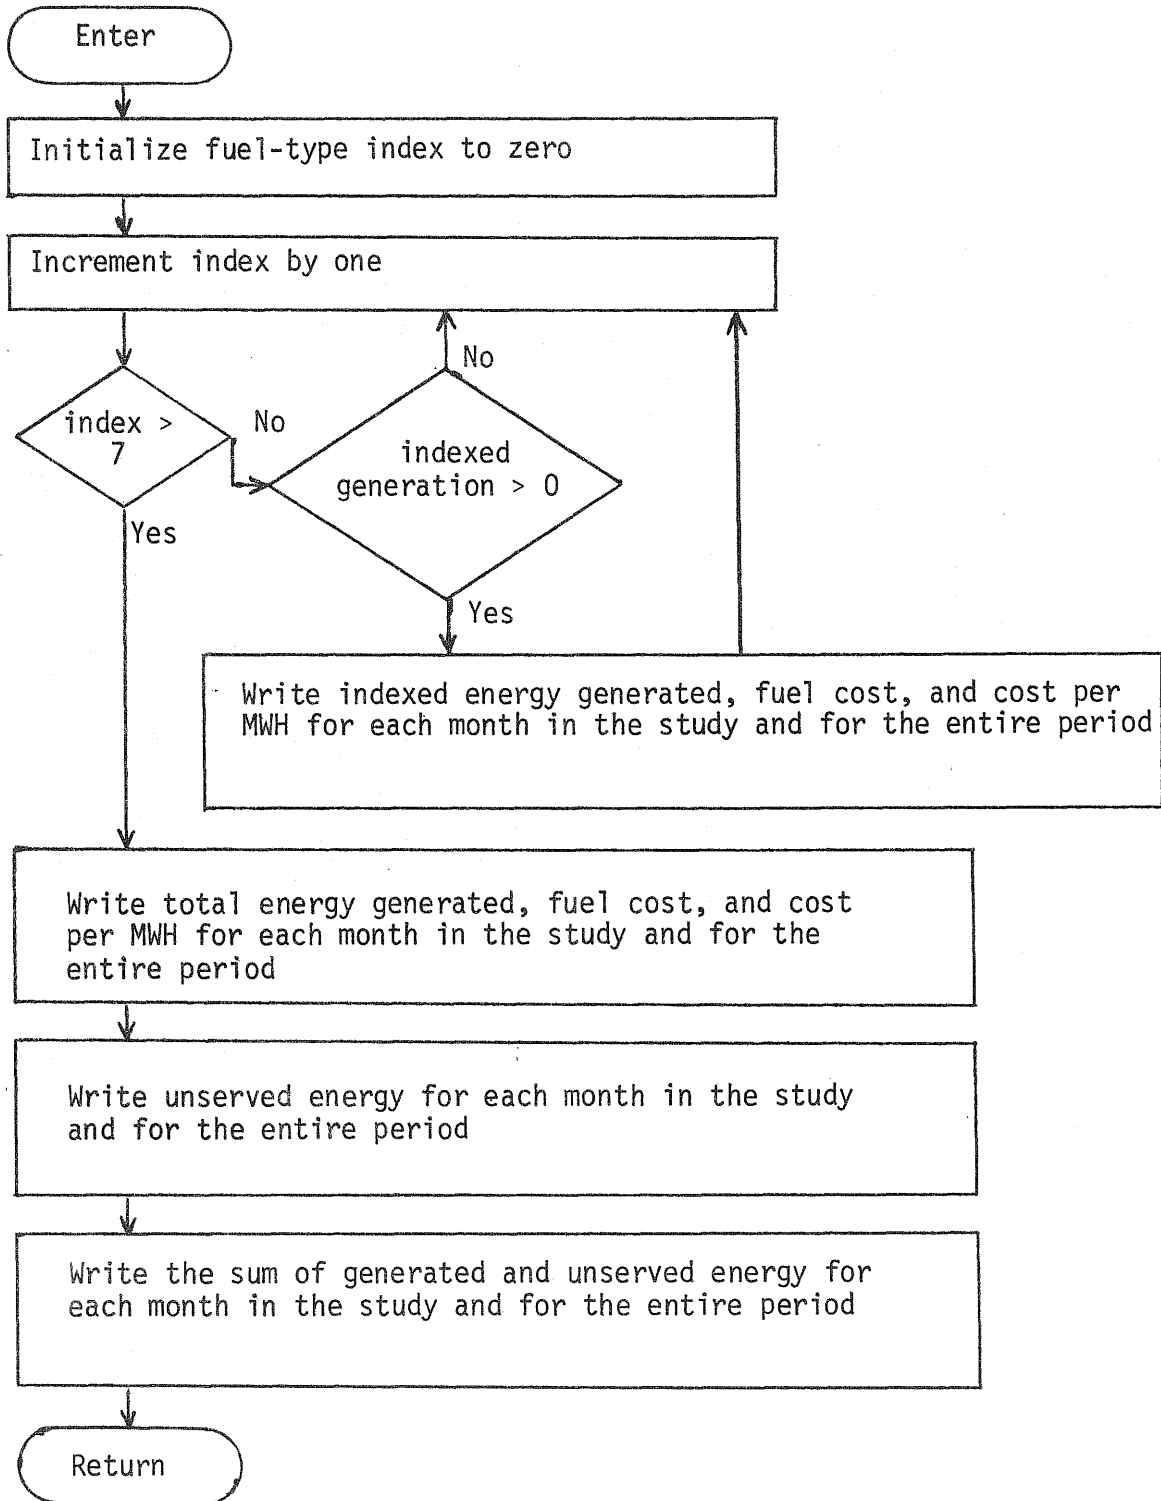 Enter
Initialize fuel-type index to zero
Increment index by one
No
index >
7
No
indexed
generation > 0
Yes
Yes
Write indexed energy generated, fuel cost, and cost per
MWH for each month in the study and for the entire period
Write total energy generated, fuel cost, and cost
per MWH for each month in the study and for the
entire period
Write unserved energy for each month in the study
and for the entire period
Write the sum of generated and unserved energy for
each month in the study and for the entire period
Return